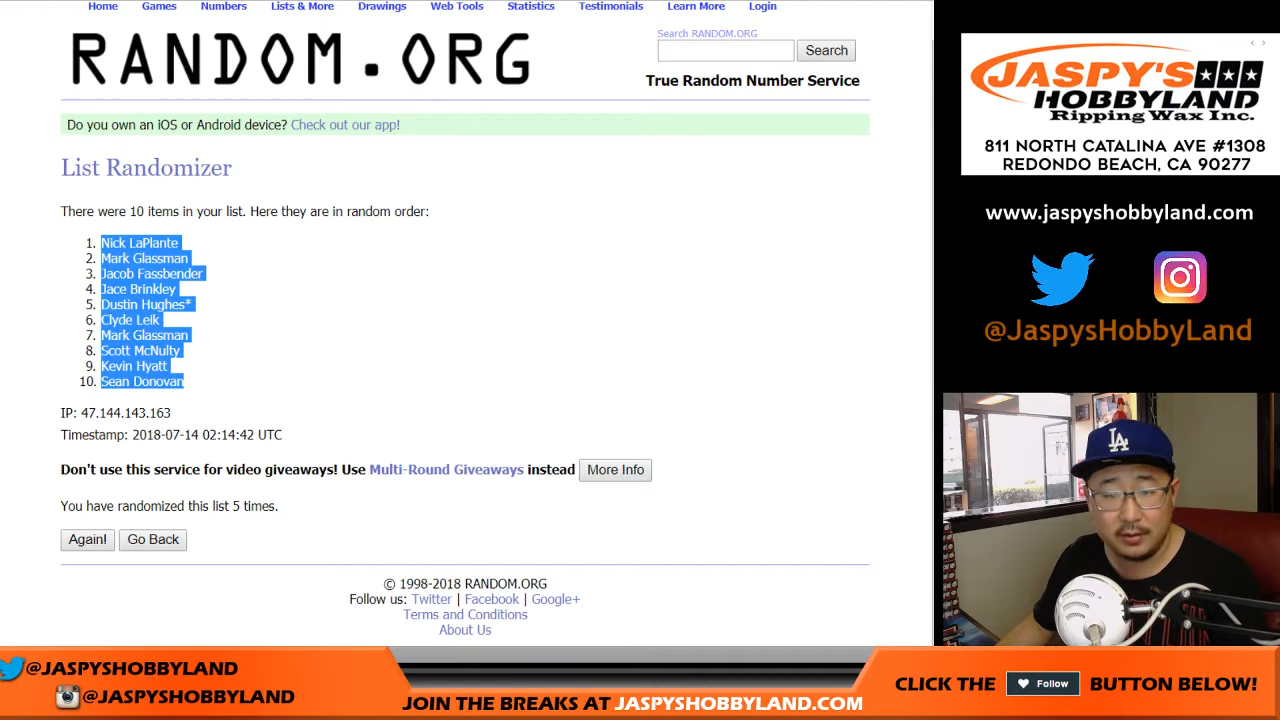 Home Games Numbers Lists & More Drawings Web Tools Statistics Testimonials Learn More Login
RANDOM.ORG
Search RANDOM.ORG
Search
True Random Number Service
Do you own an iOS or Android device? Check out our app!
List Randomizer
There were 10 items in your list. Here they are in random order:
1. Nick LaPlante
2. Mark Glassman
3. Jacob Fassbender
4. Jace Brinkley
5. Dustin Hughes*
6. Clyde Leik
7. Mark Glassman
8. Scott McNulty
9. Kevin Hyatt
10. Sean Donovan
IP: 47.144.143.163
Timestamp: 2018-07-14 02:14:42 UTC
Don't use this service for video giveaways! Use Multi-Round Giveaways instead More Info
You have randomized this list 5 times.
Again! Go Back
© 1998-2018 RANDOM.ORG
Follow us: Twitter | Facebook | Google+
Terms and Conditions
About Us
JASPY'S
HOBBYLAND
Ripping Wax Inc.
811 NORTH CATALINA AVE #1308
REDONDO BEACH, CA 90277
www.jaspyshobbyland.com
@JaspysHobbyLand
LA
@JASPYSHOBBYLAND
@JASPYSHOBBYLAND
JOIN THE BREAKS AT JASPYSHOBBYLAND.COM
CLICK THE Follow BUTTON BELOW!